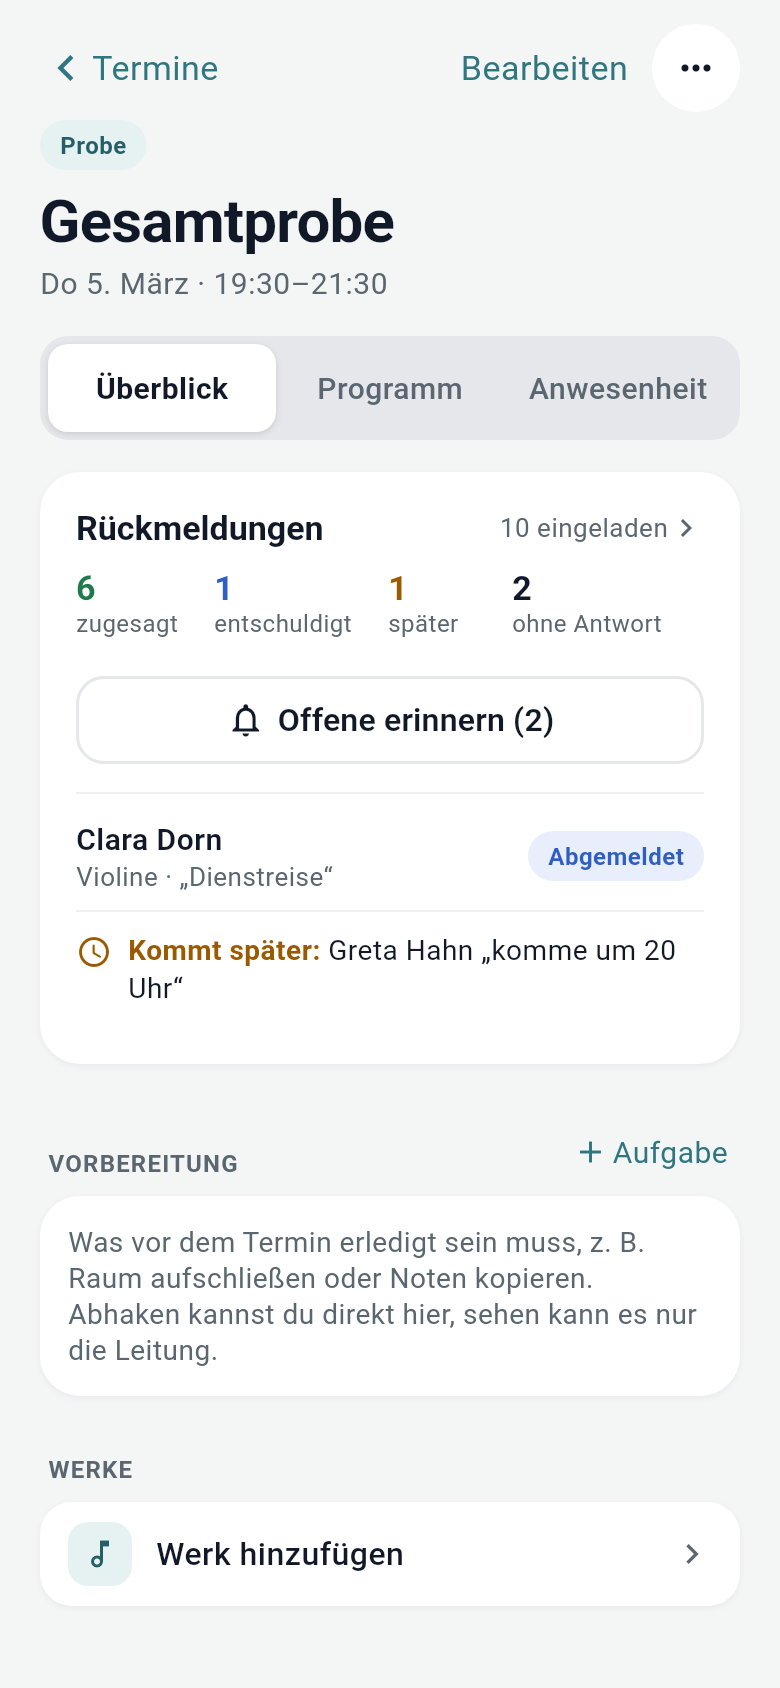 Termine
Bearbeiten
Probe
Gesamtprobe
Do 5. März · 19:30–21:30
Überblick
Programm
Anwesenheit
Rückmeldungen
10 eingeladen
6
zugesagt
1
entschuldigt
1
später
2
ohne Antwort
Offene erinnern (2)
Clara Dorn
Violine · „Dienstreise“
Abgemeldet
Kommt später: Greta Hahn „komme um 20
Uhr“
VORBEREITUNG
+ Aufgabe
Was vor dem Termin erledigt sein muss, z. B.
Raum aufschließen oder Noten kopieren.
Abhaken kannst du direkt hier, sehen kann es nur
die Leitung.
WERKE
Werk hinzufügen